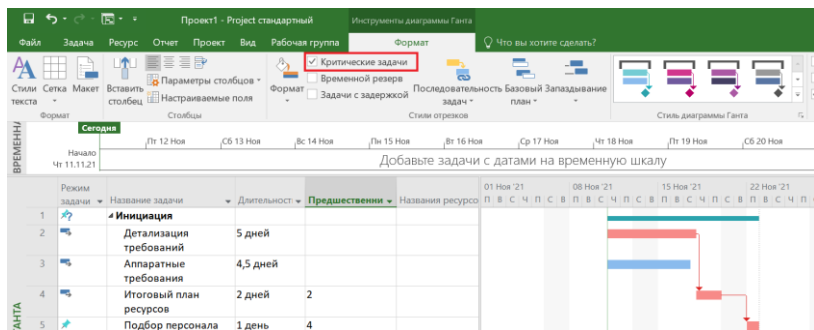 Проект1 - Project стандартный
Инструменты диаграммы Ганта
Файл Задача Ресурс Отчет Проект Вид Рабочая группа Формат Что вы хотите сделать?
Стили текста
Сетка
Макет
Формат
Вставить столбец
Параметры столбцов
Настраиваемые поля
Столбцы
Формат
Критические задачи
Временной резерв
Задачи с задержкой
Последовательность задач
Базовый план
Запаздывание
Стили отрезков
Стиль диаграммы Ганта
ВРЕМЕНН
Сегодня
Начало
Чт 11.11.21
Пт 12 Ноя Сб 13 Ноя Вс 14 Ноя Пн 15 Ноя Вт 16 Ноя Ср 17 Ноя Чт 18 Ноя Пт 19 Ноя Сб 20 Ноя
Добавьте задачи с датами на временную шкалу
Режим задачи Название задачи Длительност Предшественни Названия ресурсо
01 Ноя '21 08 Ноя '21 15 Ноя '21 22 Ноя '21
П В С Ч П С В П В С Ч П С В П В С Ч П С В П В С Ч П
1 Инициация
2 Детализация требований 5 дней
3 Аппаратные требования 4,5 дней
4 Итоговый план ресурсов 2 дней 2
5 Подбор персонала 1 день 4
ГАНТА